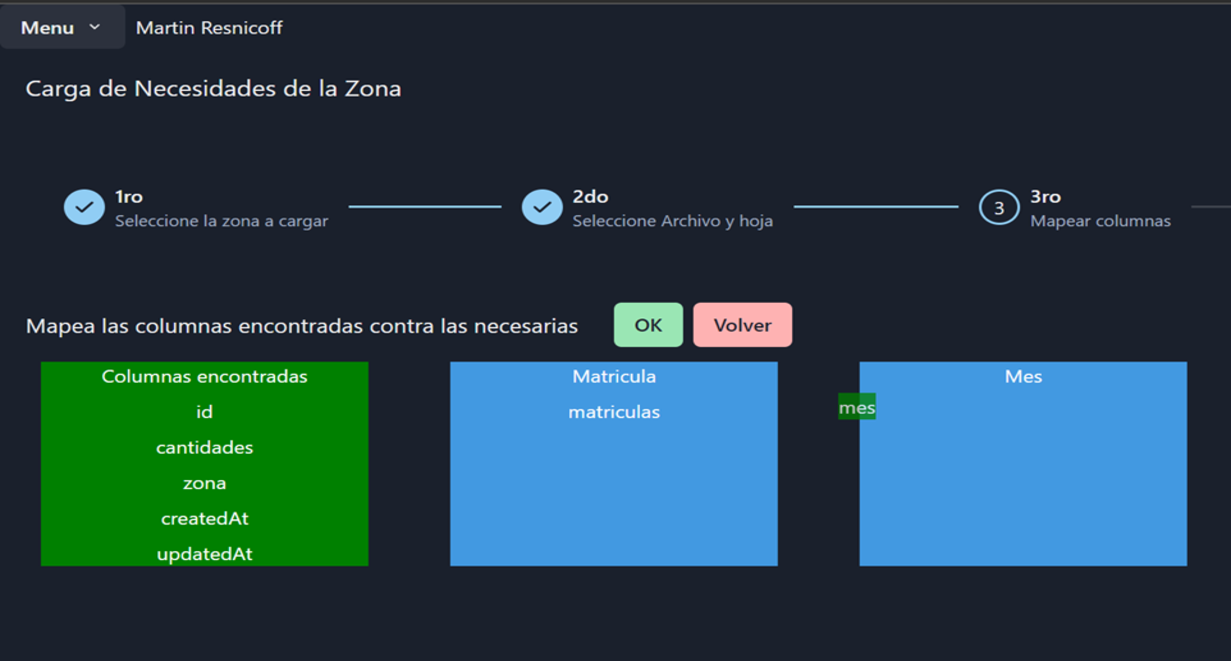 Menu Martin Resnicoff
Carga de Necesidades de la Zona
1ro
Seleccione la zona a cargar
2do
Seleccione Archivo y hoja
3
3ro
Mapear columnas
Mapea las columnas encontradas contra las necesarias
OK
Volver
Columnas encontradas
id
cantidades
zona
createdAt
updatedAt
Matricula
matriculas
Mes
mes